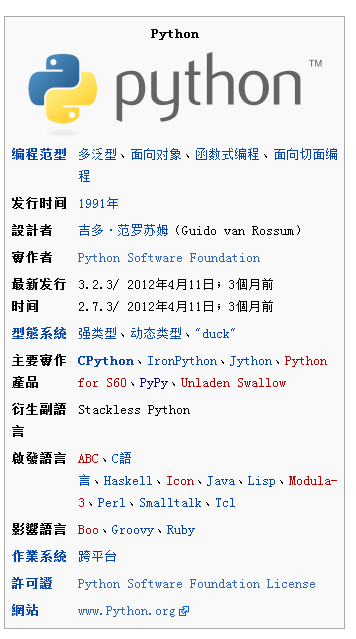 Python
python™
编程范型 多泛型、面向对象、函数式编程、面向切面编
程
发行时间 1991年
設計者 吉多·范罗苏姆（Guido van Rossum）
實作者 Python Software Foundation
最新发行 3.2.3/ 2012年4月11日；3個月前
时间 2.7.3/ 2012年4月11日；3個月前
型態系統 强类型、动态类型、"duck"
主要實作 CPython、IronPython、Jython、Python
產品 for S60、PyPy、Unladen Swallow
衍生副語 Stackless Python
言
啟發語言 ABC、C語
言、Haskell、Icon、Java、Lisp、Modula-
3、Perl、Smalltalk、Tcl
影響語言 Boo、Groovy、Ruby
作業系統 跨平台
許可證 Python Software Foundation License
網站 www.Python.org